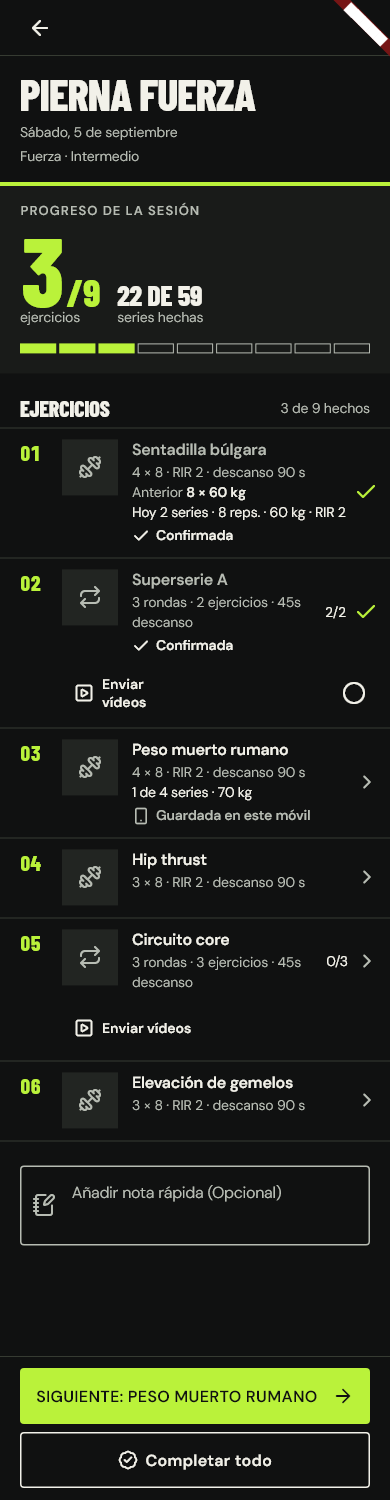 PIERNA FUERZA
Sábado, 5 de septiembre
Fuerza · Intermedio
PROGRESO DE LA SESIÓN
3/9
ejercicios
22 DE 59
series hechas
EJERCICIOS
3 de 9 hechos
01
Sentadilla búlgara
4 × 8 · RIR 2 · descanso 90 s
Anterior 8 × 60 kg
Hoy 2 series · 8 reps. · 60 kg · RIR 2
Confirmada
02
Superserie A
3 rondas · 2 ejercicios · 45s
descanso
2/2
Confirmada
Enviar
vídeos
03
Peso muerto rumano
4 × 8 · RIR 2 · descanso 90 s
1 de 4 series · 70 kg
Guardada en este móvil
04
Hip thrust
3 × 8 · RIR 2 · descanso 90 s
05
Circuito core
3 rondas · 3 ejercicios · 45s
descanso
0/3
Enviar vídeos
06
Elevación de gemelos
3 × 8 · RIR 2 · descanso 90 s
Añadir nota rápida (Opcional)
SIGUIENTE: PESO MUERTO RUMANO
Completar todo